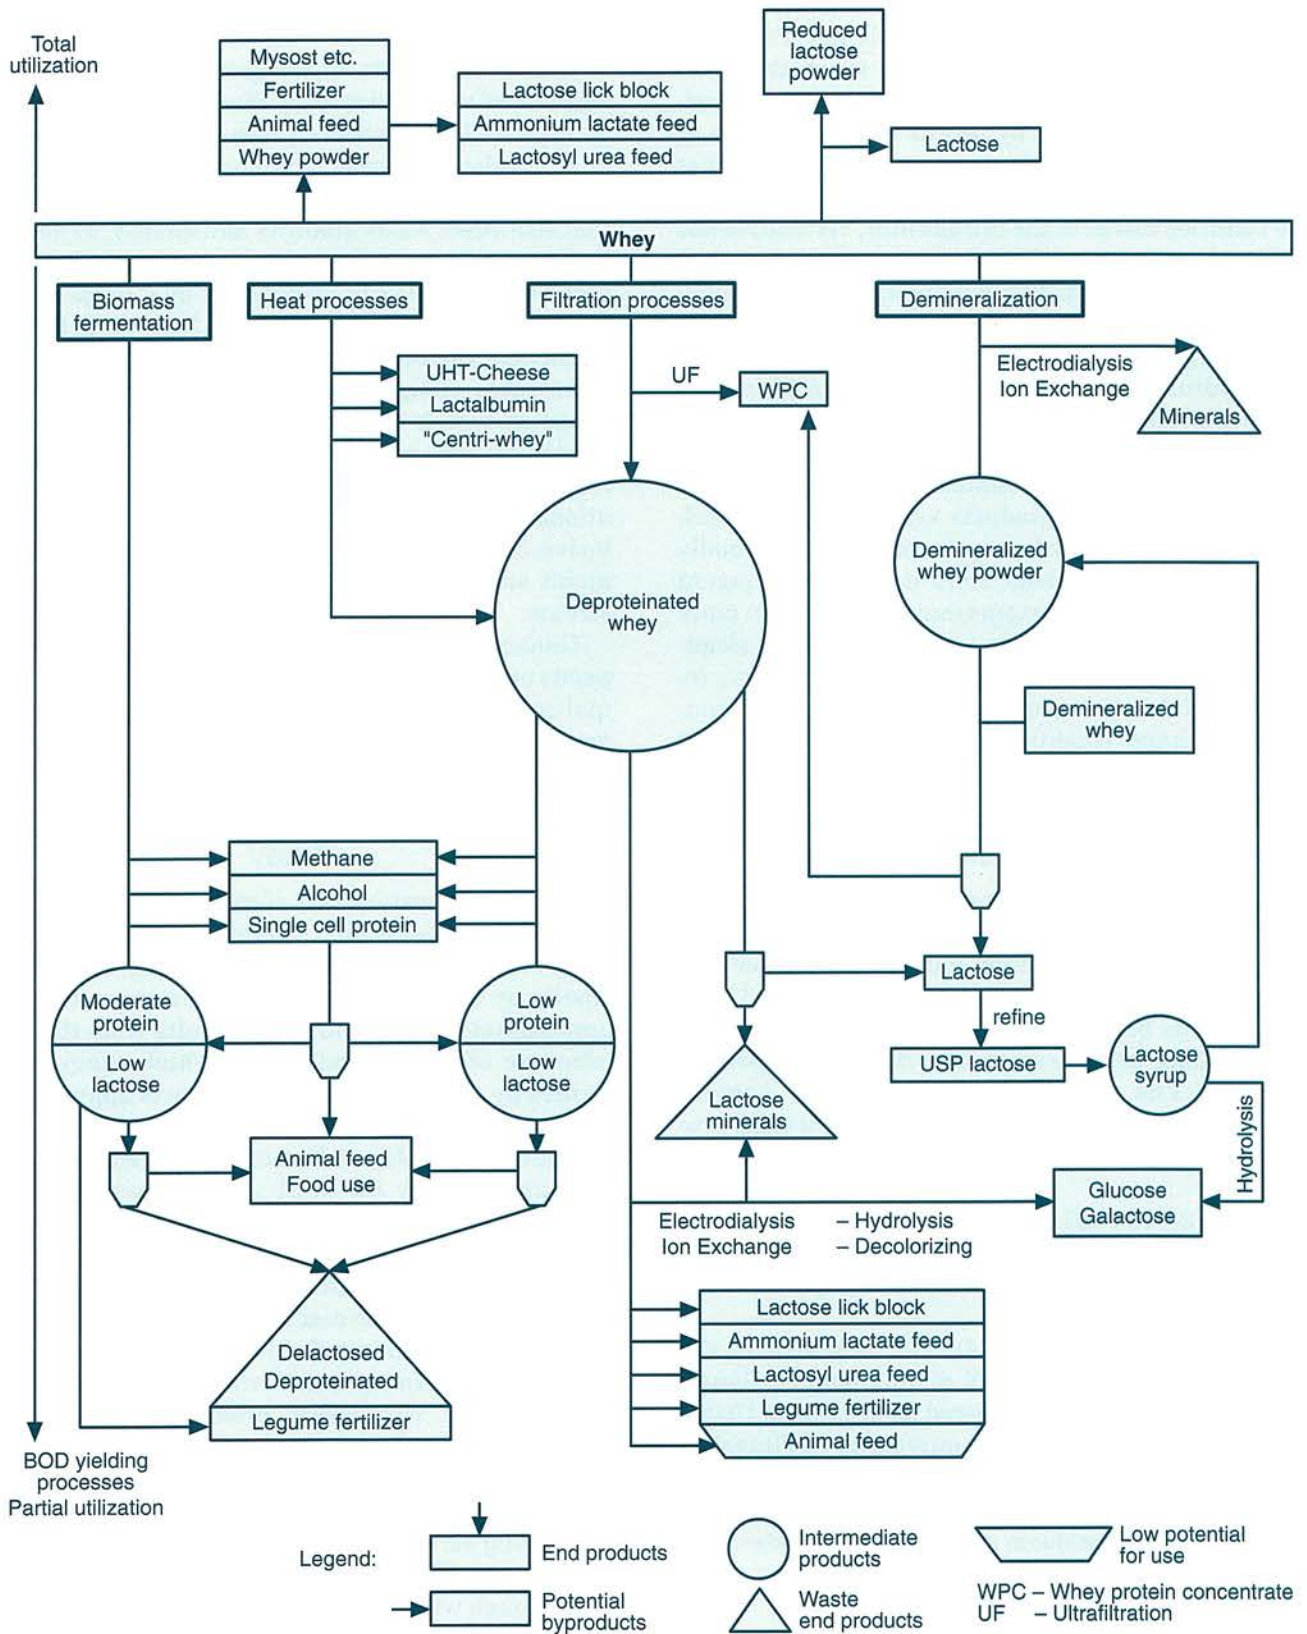 Total
utilization
Mysost etc.
Fertilizer
Animal feed
Whey powder
Lactose lick block
Ammonium lactate feed
Lactosyl urea feed
Reduced
lactose
powder
Lactose
Whey
Biomass
fermentation
Heat processes
Filtration processes
Demineralization
UHT-Cheese
Lactalbumin
"Centri-whey"
UF
WPC
Electrodialysis
Ion Exchange
Minerals
Deproteinated
whey
Demineralized
whey powder
Demineralized
whey
Methane
Alcohol
Single cell protein
Moderate
protein
Low
lactose
Low
protein
Low
lactose
Lactose
refine
USP lactose
Lactose
syrup
Lactose
minerals
Hydrolysis
Animal feed
Food use
Glucose
Galactose
Electrodialysis
Ion Exchange
– Hydrolysis
– Decolorizing
Delactosed
Deproteinated
Legume fertilizer
Lactose lick block
Ammonium lactate feed
Lactosyl urea feed
Legume fertilizer
Animal feed
BOD yielding
processes
Partial utilization
Legend:
End products
Potential
byproducts
Intermediate
products
Waste
end products
Low potential
for use
WPC – Whey protein concentrate
UF – Ultrafiltration